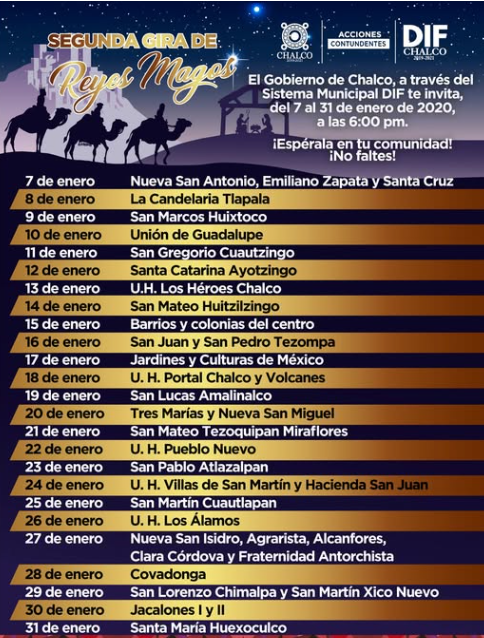 SEGUNDA GIRA DE
Reyes Magos
CHALCO
ACCIONES
CONTUNDENTES
DIF
CHALCO
2019-2021
El Gobierno de Chalco, a través del
Sistema Municipal DIF te invita,
del 7 al 31 de enero de 2020,
a las 6:00 pm.
¡Espérala en tu comunidad!
¡No faltes!
7 de enero Nueva San Antonio, Emiliano Zapata y Santa Cruz
8 de enero La Candelaria Tlapala
9 de enero San Marcos Huixtoco
10 de enero Unión de Guadalupe
11 de enero San Gregorio Cuautzingo
12 de enero Santa Catarina Ayotzingo
13 de enero U.H. Los Héroes Chalco
14 de enero San Mateo Huitzilzingo
15 de enero Barrios y colonias del centro
16 de enero San Juan y San Pedro Tezompa
17 de enero Jardines y Culturas de México
18 de enero U. H. Portal Chalco y Volcanes
19 de enero San Lucas Amalinalco
20 de enero Tres Marías y Nueva San Miguel
21 de enero San Mateo Tezoquipan Miraflores
22 de enero U. H. Pueblo Nuevo
23 de enero San Pablo Atlazalpan
24 de enero U. H. Villas de San Martín y Hacienda San Juan
25 de enero San Martín Cuautlapan
26 de enero U. H. Los Álamos
27 de enero Nueva San Isidro, Agrarista, Alcanfores,
Clara Córdova y Fraternidad Antorchista
28 de enero Covadonga
29 de enero San Lorenzo Chimalpa y San Martín Xico Nuevo
30 de enero Jacalones I y II
31 de enero Santa María Huexoculco